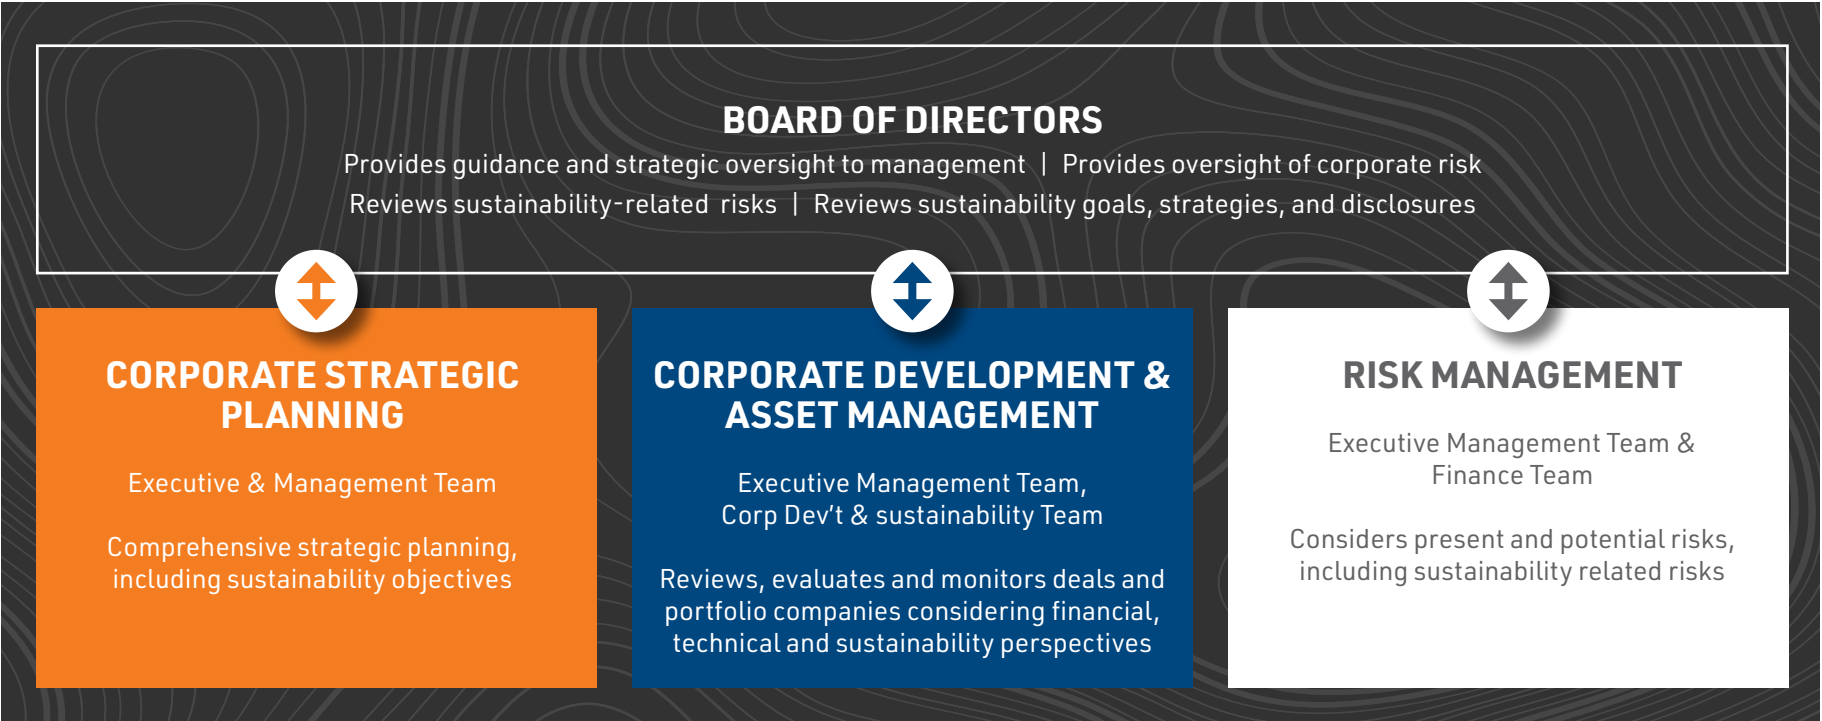 BOARD OF DIRECTORS
Provides guidance and strategic oversight to management | Provides oversight of corporate risk
Reviews sustainability-related risks | Reviews sustainability goals, strategies, and disclosures
CORPORATE STRATEGIC
PLANNING
Executive & Management Team
Comprehensive strategic planning,
including sustainability objectives
CORPORATE DEVELOPMENT &
ASSET MANAGEMENT
Executive Management Team,
Corp Dev’t & sustainability Team
Reviews, evaluates and monitors deals and
portfolio companies considering financial,
technical and sustainability perspectives
RISK MANAGEMENT
Executive Management Team &
Finance Team
Considers present and potential risks,
including sustainability related risks